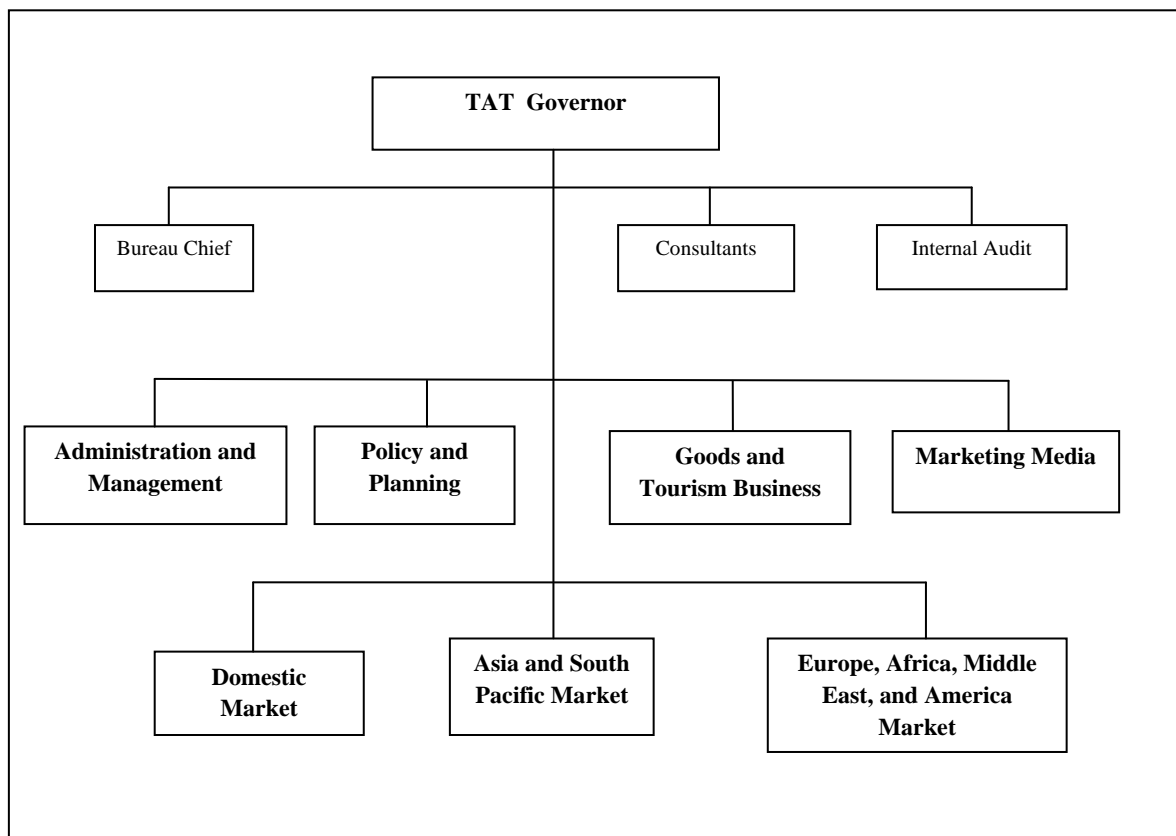 TAT  Governor
Bureau Chief
Consultants
Internal Audit
Administration and
Management
Policy and
Planning
Goods and
Tourism Business
Marketing Media
Domestic
Market
Asia and South
Pacific Market
Europe, Africa, Middle
East, and America
Market